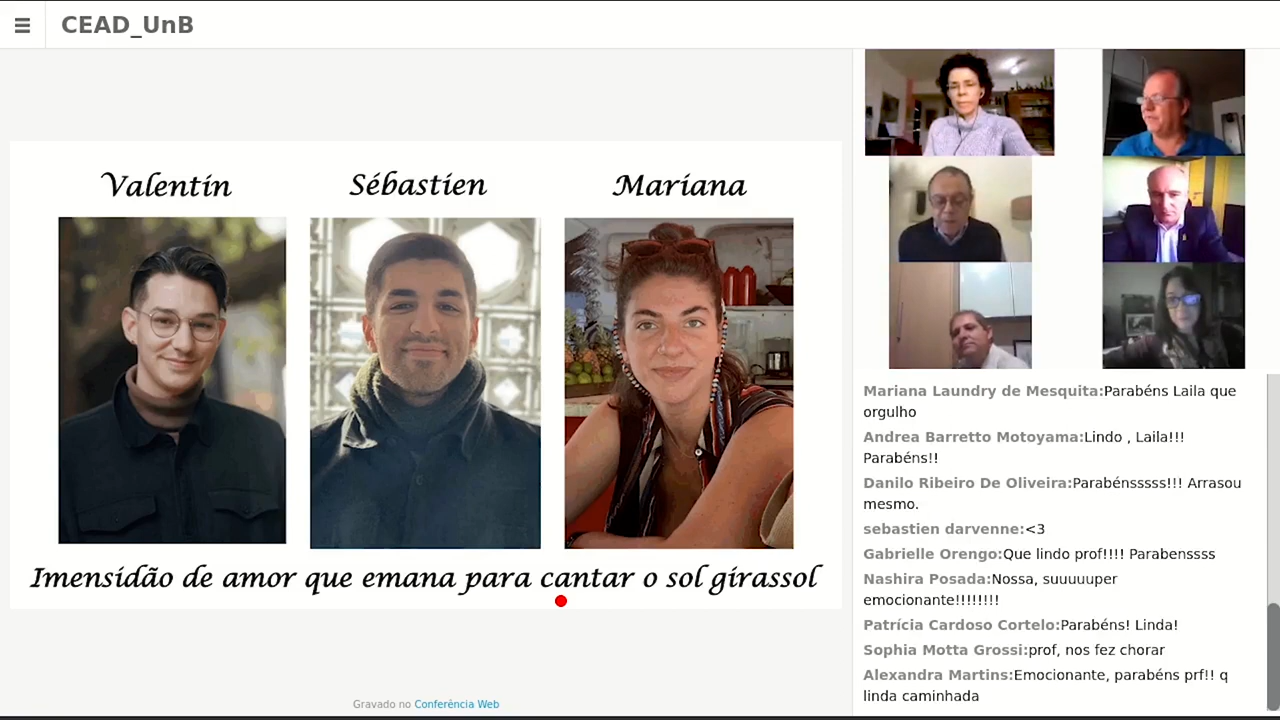 CEAD_UnB
Valentin
Sébastien
Mariana
Imensidão de amor que emana para cantar o sol girassol
Gravado no Conferência Web
Mariana Laundry de Mesquita:Parabéns Laila que
orgulho
Andrea Barretto Motoyama:Lindo , Laila!!!
Parabéns!!
Danilo Ribeiro De Oliveira:Parabénsssss!!! Arrasou
mesmo.
sebastien darvenne:<3
Gabrielle Orengo:Que lindo prof!!!! Parabenssss
Nashira Posada:Nossa, suuuuuper
emocionante!!!!!!!!
Patrícia Cardoso Cortelo:Parabéns! Linda!
Sophia Motta Grossi:prof, nos fez chorar
Alexandra Martins:Emocionante, parabéns prf!! q
linda caminhada